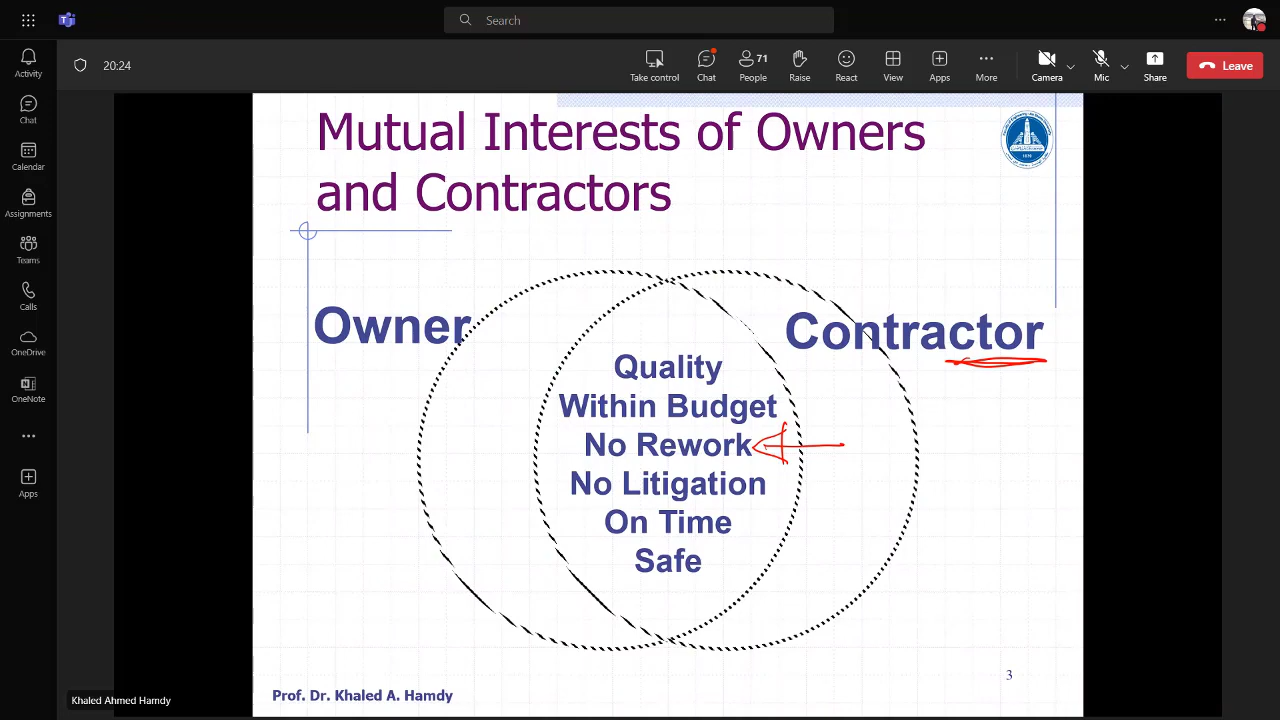 Search
20:24
Take control
Chat
71
People
Raise
React
View
Apps
More
Camera
Mic
Share
Leave
Activity
Chat
Calendar
Assignments
Teams
Calls
OneDrive
OneNote
Apps
Mutual Interests of Owners
and Contractors
Owner
Contractor
Quality
Within Budget
No Rework
No Litigation
On Time
Safe
3
Prof. Dr. Khaled A. Hamdy
Khaled Ahmed Hamdy